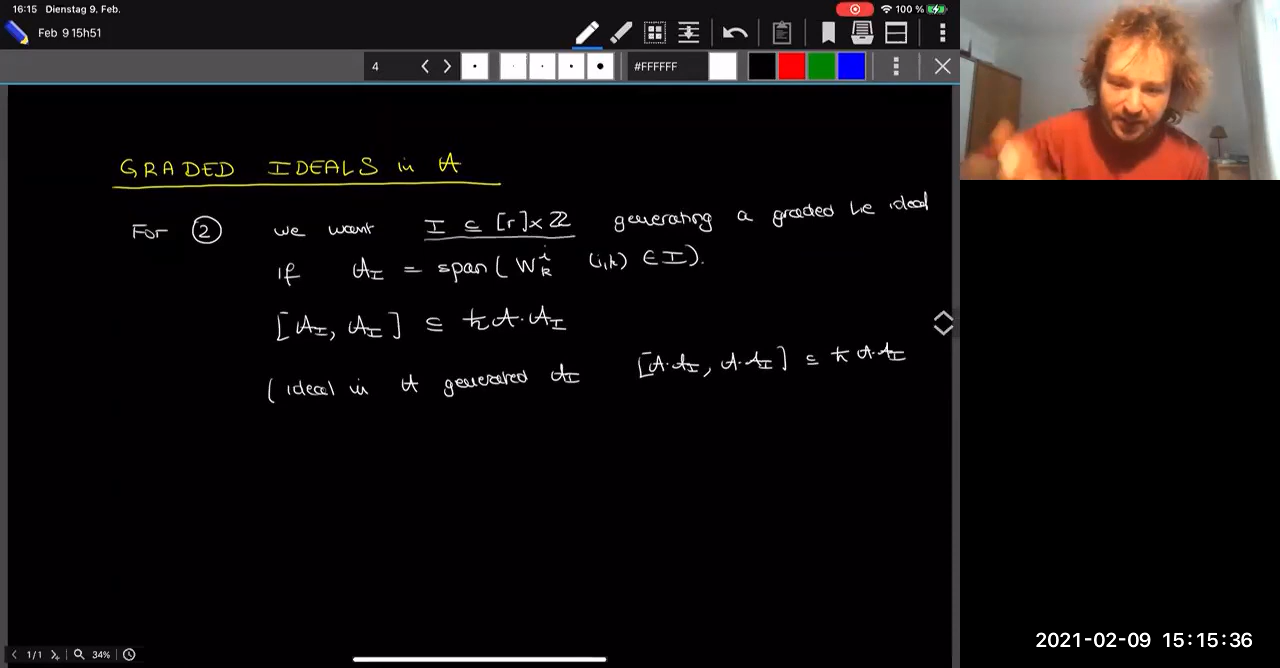 16:15 Dienstag 9. Feb.
100 %
Feb 9 15h51
4
#FFFFFF
GRADED IDEALS in A
For ② we want I ⊆ [r]×ℤ generating a graded Lie ideal
if A_I = span( W^i_k (i,k) ∈ I).
[A_I, A_I] ⊆ ℏ A·A_I
(ideal in A generated A_I [A·A_I, A·A_I] ⊆ ℏ A·A_I
1/1
34%
2021-02-09 15:15:36